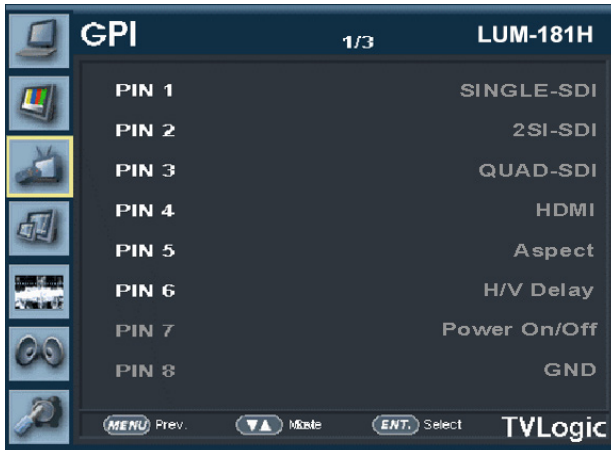 GPI 1/3 LUM-181H
PIN 1 SINGLE-SDI
PIN 2 2SI-SDI
PIN 3 QUAD-SDI
PIN 4 HDMI
PIN 5 Aspect
PIN 6 H/V Delay
PIN 7 Power On/Off
PIN 8 GND
MENU Prev. ▼▲ ENT. Select TVLogic